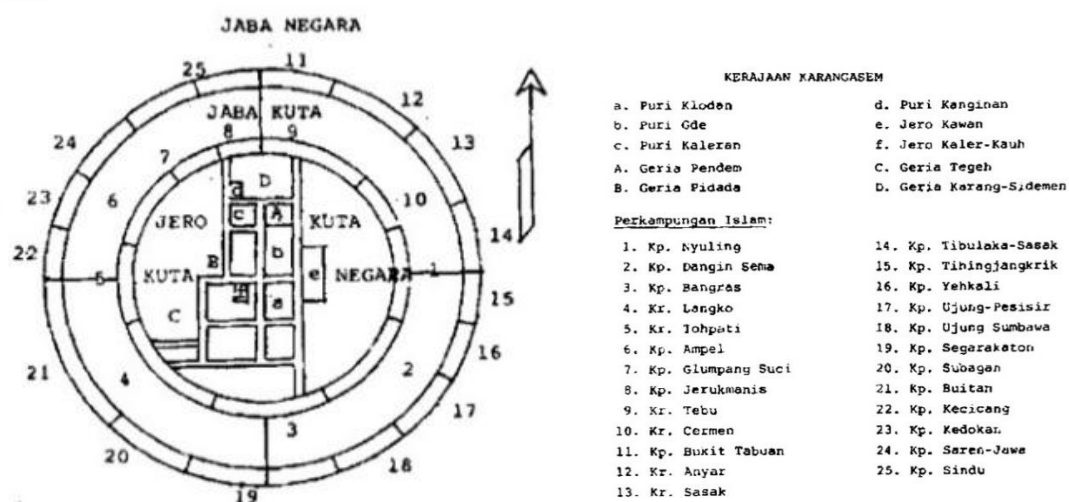 JABA NEGARA
25 11
JABA KUTA
12
24 8 9 13
7
D
23 6 d 10
JERO c A KUTA
14
22 B b
KUTA e NEGARA 1
5
15
C a
16
21 4 2
17
3
20 18
19
KERAJAAN KARANGASEM
a. Puri Klodan
b. Puri Gde
c. Puri Kaleran
A. Geria Pendem
B. Geria Pidada
d. Puri Kanginan
e. Jero Kawan
f. Jero Kaler-Kauh
C. Geria Tegeh
D. Geria Karang-Sidemen
Perkampungan Islam:
1. Kp. Nyuling
2. Kp. Dangin Sema
3. Kp. Bangras
4. Kr. Langko
5. Kr. Tohpati
6. Kp. Ampel
7. Kp. Glumpang Suci
8. Kp. Jerukmanis
9. Kr. Tebu
10. Kr. Cermen
11. Kp. Bukit Tabuan
12. Kr. Anyar
13. Kr. Sasak
14. Kp. Tibulaka-Sasak
15. Kp. Tihingjangkrik
16. Kp. Yehkali
17. Kp. Ujung-Pesisir
18. Kp. Ujung Sumbawa
19. Kp. Segarakaton
20. Kp. Subagan
21. Kp. Buitan
22. Kp. Kecicang
23. Kp. Kedokan
24. Kp. Saren-Jawa
25. Kp. Sindu